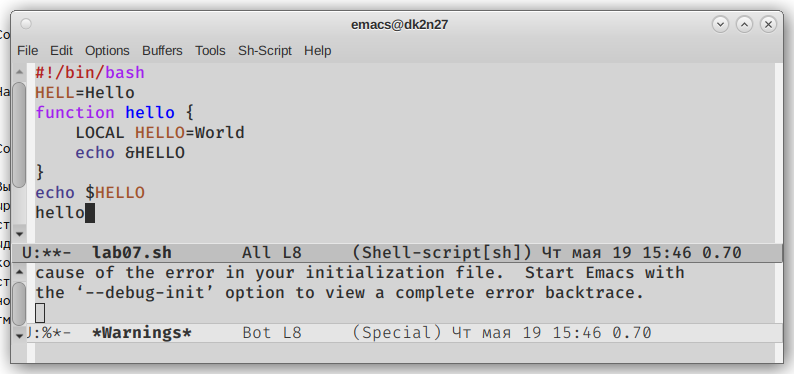 emacs@dk2n27
File Edit Options Buffers Tools Sh-Script Help
#!/bin/bash
HELL=Hello
function hello {
    LOCAL HELLO=World
    echo &HELLO
}
echo $HELLO
hello
U:**-  lab07.sh       All L8     (Shell-script[sh]) Чт мая 19 15:46 0.70
cause of the error in your initialization file.  Start Emacs with
the ‘--debug-init’ option to view a complete error backtrace.
U:%*-  *Warnings*     Bot L8     (Special) Чт мая 19 15:46 0.70